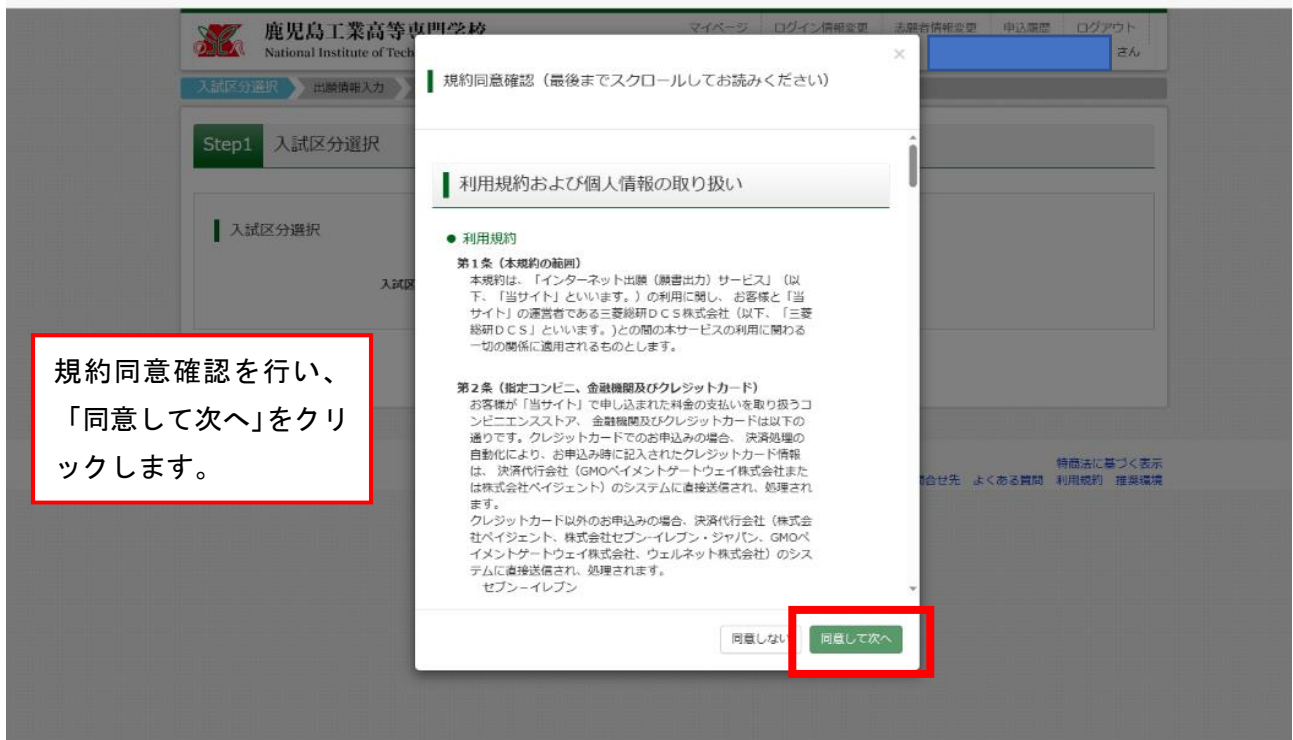 鹿児島工業高等専門学校
National Institute of Tech
マイページ ログイン情報変更 志願者情報変更 申込履歴 ログアウト
さん
入試区分選択 出願情報入力
Step1 入試区分選択
入試区分選択
入試区
規約同意確認(最後までスクロールしてお読みください)
×
利用規約および個人情報の取り扱い
● 利用規約
第1条(本規約の範囲)
本規約は、「インターネット出願(願書出力)サービス」(以
下、「当サイト」といいます。)の利用に関し、 お客様と「当
サイト」の運営者である三菱総研DCS株式会社(以下、「三菱
総研DCS」といいます。)との間の本サービスの利用に関わる
一切の関係に適用されるものとします。
第2条(指定コンビニ、金融機関及びクレジットカード)
お客様が「当サイト」で申し込まれた料金の支払いを取り扱うコ
ンビニエンスストア、 金融機関及びクレジットカードは以下の
通りです。クレジットカードでのお申込みの場合、 決済処理の
自動化により、お申込み時に記入されたクレジットカード情報
は、 決済代行会社(GMOペイメントゲートウェイ株式会社また
は株式会社ペイジェント)のシステムに直接送信され、処理され
ます。
クレジットカード以外のお申込みの場合、決済代行会社(株式会
社ペイジェント、株式会社セブン‐イレブン・ジャパン、GMOペ
イメントゲートウェイ株式会社、ウェルネット株式会社)のシス
テムに直接送信され、処理されます。
セブン−イレブン
同意しない 同意して次へ
規約同意確認を行い、
「同意して次へ」をクリ
ックします。
特商法に基づく表示
合せ先 よくある質問 利用規約 推奨環境